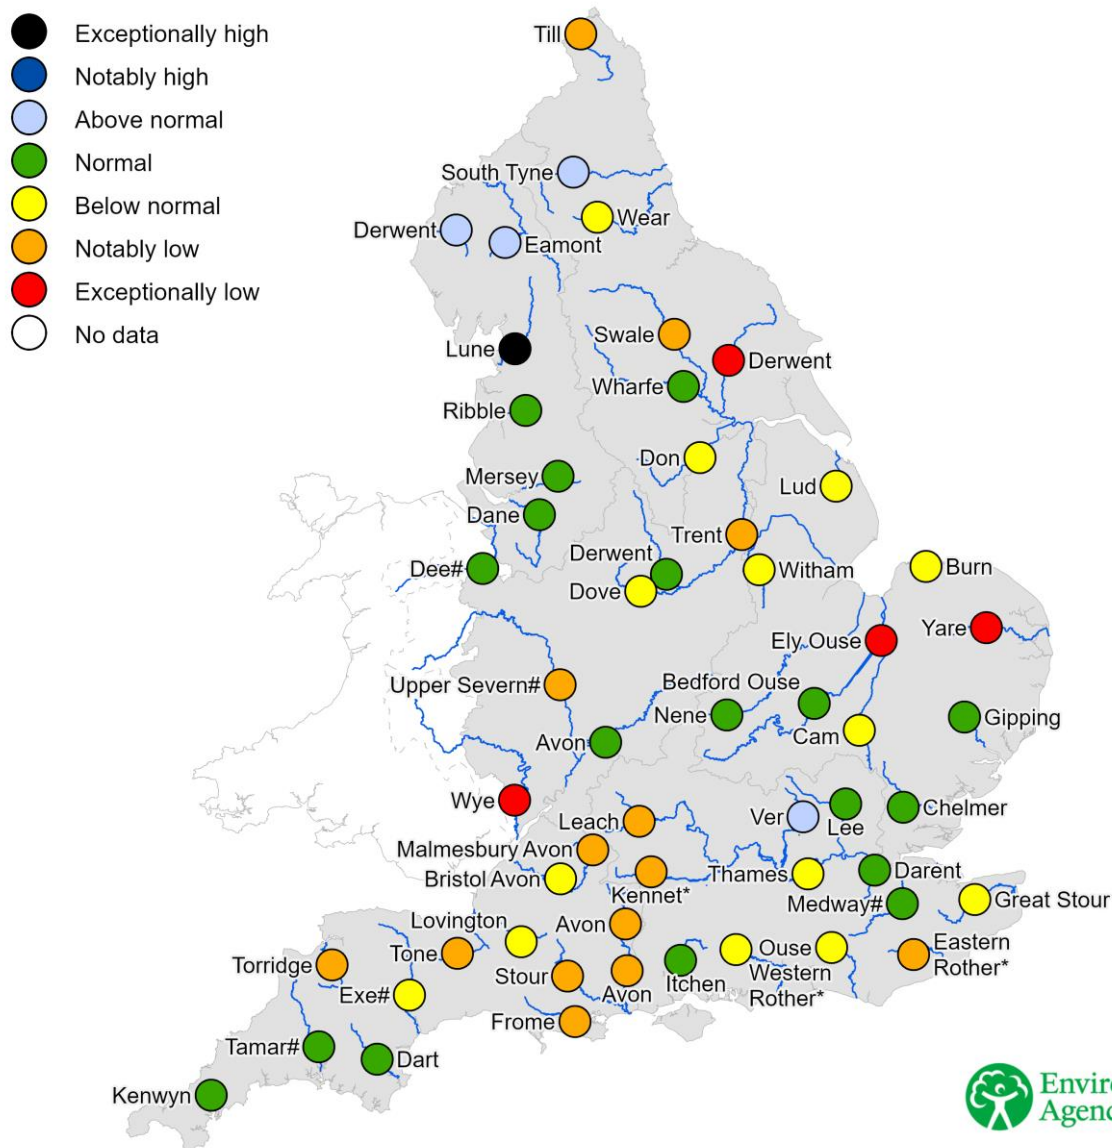 Exceptionally high
Notably high
Above normal
Normal
Below normal
Notably low
Exceptionally low
No data
Till
South Tyne
Wear
Derwent
Eamont
Swale
Lune
Derwent
Wharfe
Ribble
Don
Mersey
Lud
Dane
Trent
Derwent
Dee#
Witham
Burn
Dove
Yare
Ely Ouse
Upper Severn#
Bedford Ouse
Nene
Gipping
Cam
Avon
Wye
Chelmer
Ver
Leach
Lee
Malmesbury Avon
Darent
Bristol Avon
Thames
Kennet*
Great Stour
Medway#
Lovington
Avon
Tone
Ouse
Eastern
Rother*
Torridge
Stour
Western
Rother*
Itchen
Exe#
Avon
Frome
Tamar#
Dart
Kenwyn
Enviro
Agenc